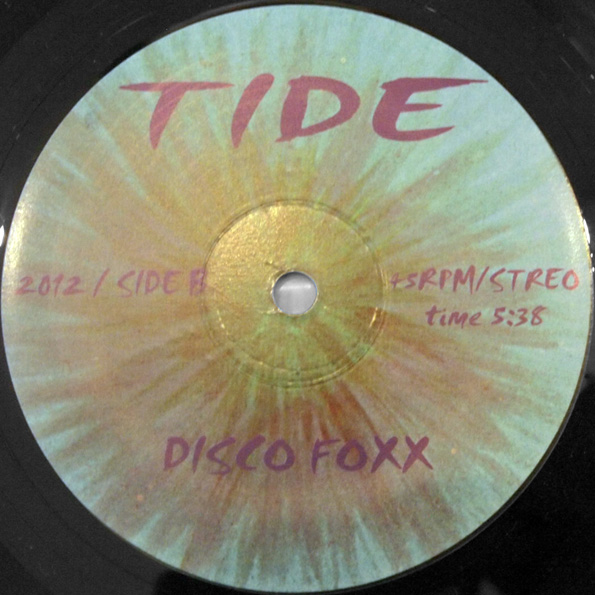 TIDE
2012 / SIDE B
45RPM/STREO
time 5:38
DISCO FOXX